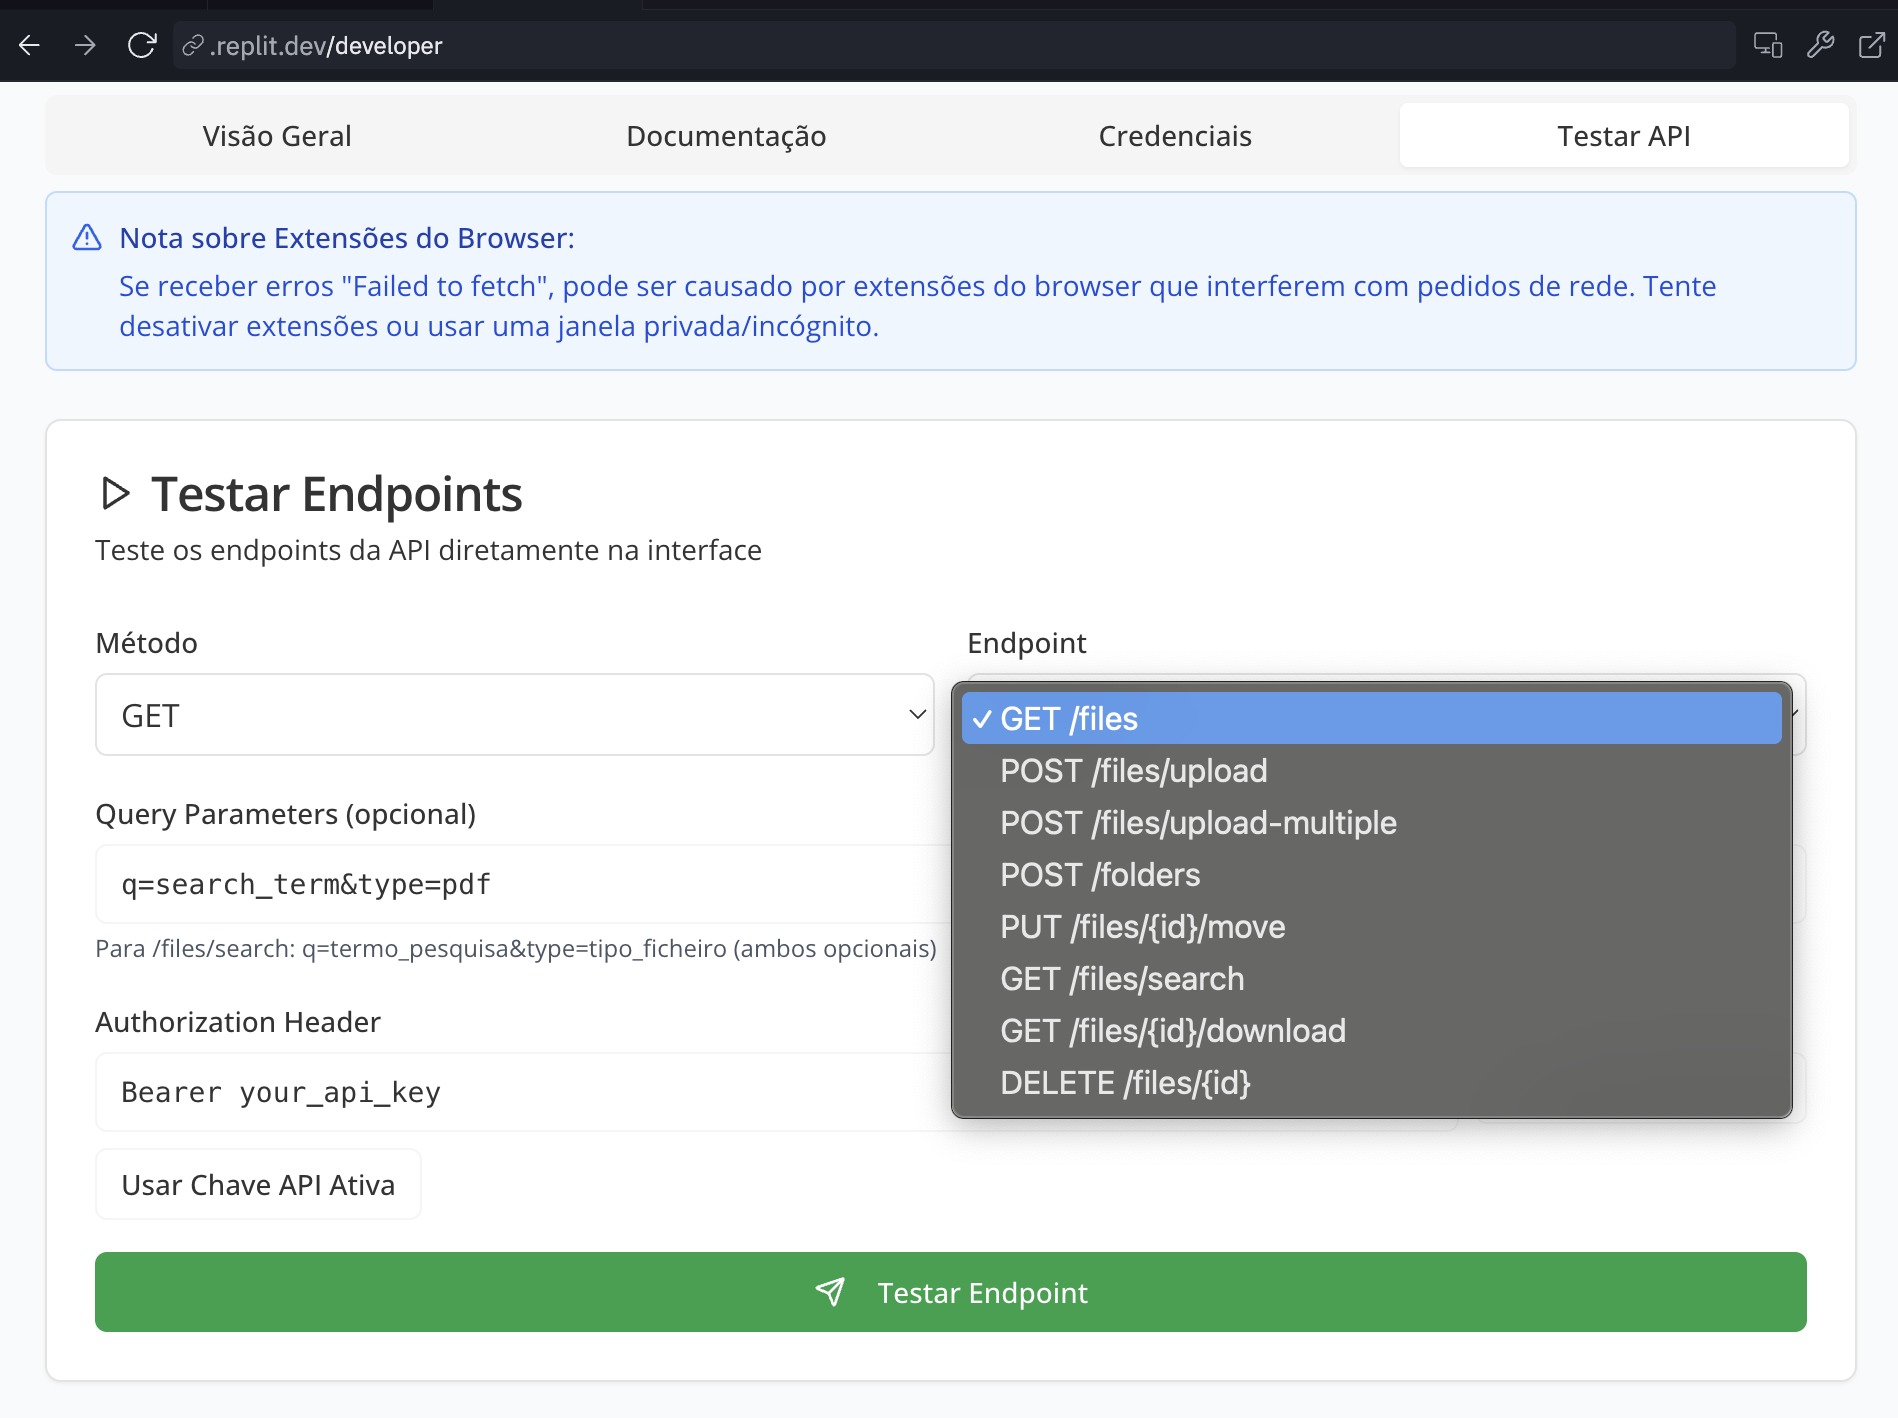 .replit.dev/developer
Visão Geral
Documentação
Credenciais
Testar API
Nota sobre Extensões do Browser:
Se receber erros "Failed to fetch", pode ser causado por extensões do browser que interferem com pedidos de rede. Tente
desativar extensões ou usar uma janela privada/incógnito.
Testar Endpoints
Teste os endpoints da API diretamente na interface
Método
GET
Endpoint
GET /files
POST /files/upload
POST /files/upload-multiple
POST /folders
PUT /files/{id}/move
GET /files/search
GET /files/{id}/download
DELETE /files/{id}
Query Parameters (opcional)
q=search_term&type=pdf
Para /files/search: q=termo_pesquisa&type=tipo_ficheiro (ambos opcionais)
Authorization Header
Bearer your_api_key
Usar Chave API Ativa
Testar Endpoint